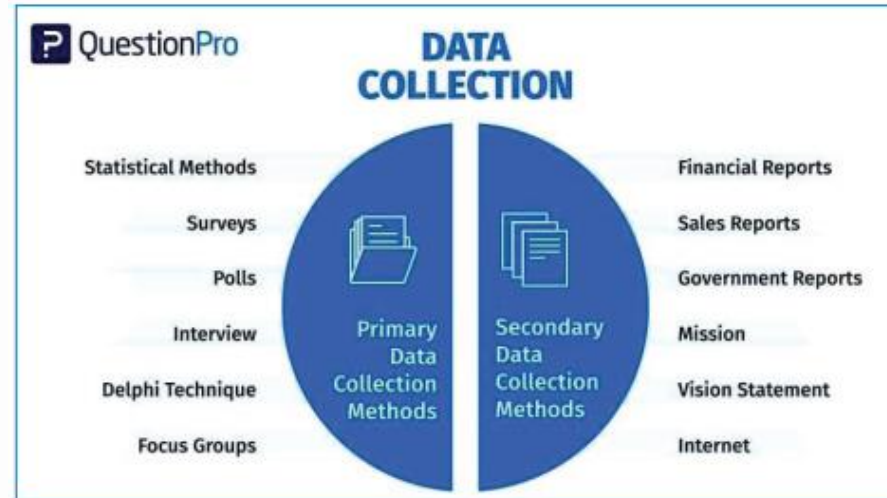 QuestionPro
DATA
COLLECTION
Statistical Methods
Surveys
Polls
Interview
Delphi Technique
Focus Groups
Primary
Data
Collection
Methods
Secondary
Data
Collection
Methods
Financial Reports
Sales Reports
Government Reports
Mission
Vision Statement
Internet